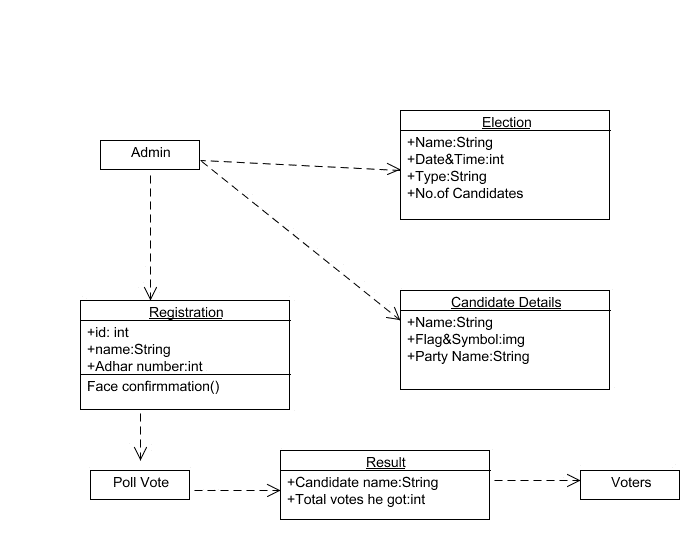 Election
+Name:String
+Date&Time:int
+Type:String
+No.of Candidates
Admin
Candidate Details
+Name:String
+Flag&Symbol:img
+Party Name:String
Registration
+id: int
+name:String
+Adhar number:int
Face confirmmation()
Poll Vote
Result
+Candidate name:String
+Total votes he got:int
Voters